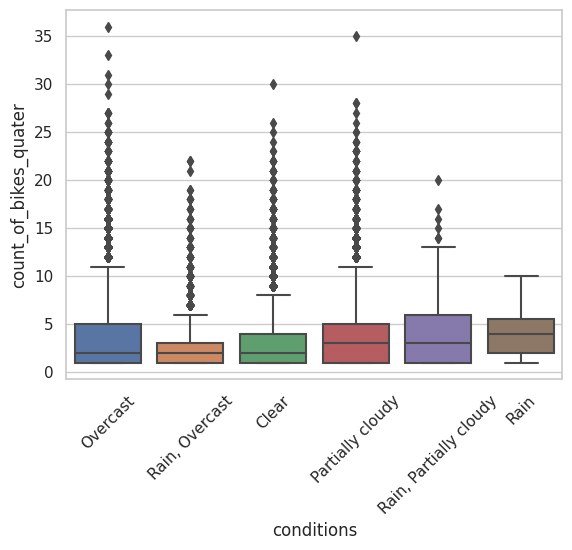 35
30
25
20
15
10
5
0
count_of_bikes_quater
Overcast
Rain, Overcast
Clear
Partially cloudy
Rain, Partially cloudy
Rain
conditions